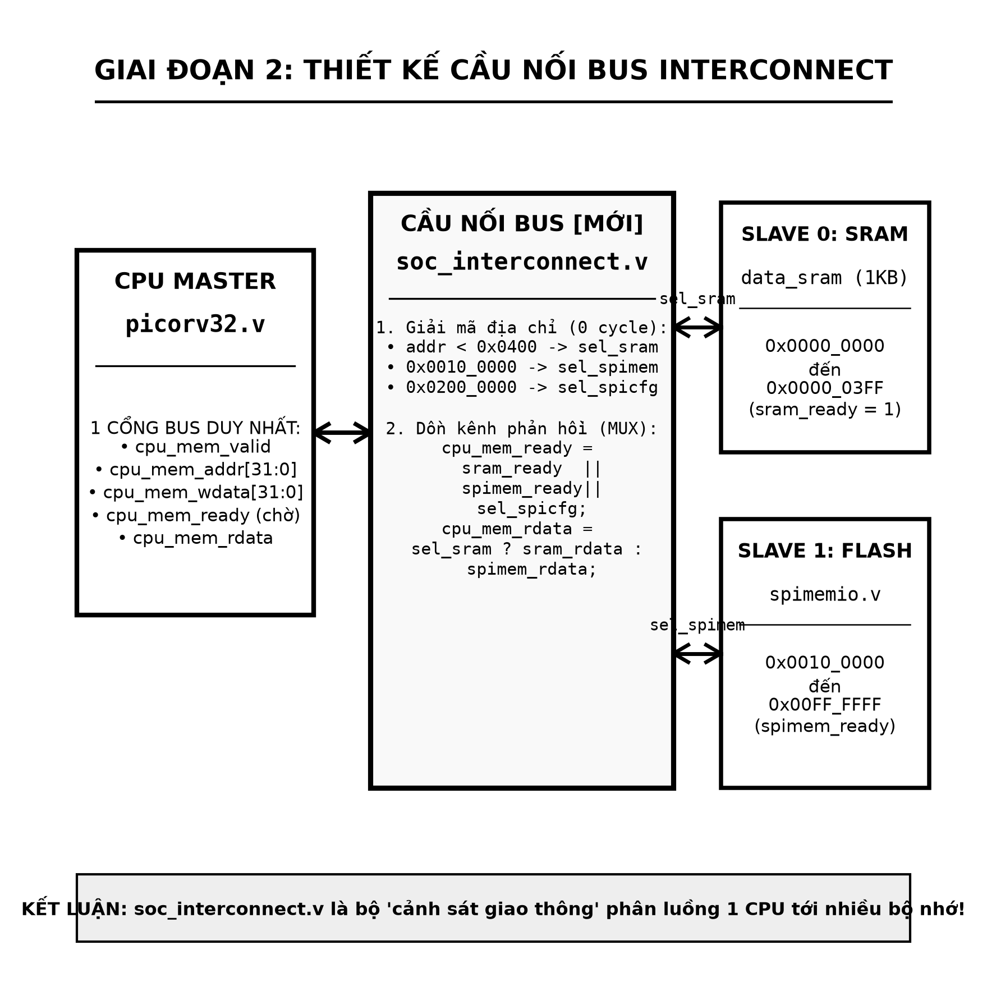 GIAI ĐOẠN 2: THIẾT KẾ CẦU NỐI BUS INTERCONNECT
CPU MASTER
picorv32.v
1 CỔNG BUS DUY NHẤT:
• cpu_mem_valid
• cpu_mem_addr[31:0]
• cpu_mem_wdata[31:0]
• cpu_mem_ready (chờ)
• cpu_mem_rdata
CẦU NỐI BUS [MỚI]
soc_interconnect.v
1. Giải mã địa chỉ (0 cycle):
• addr < 0x0400 -> sel_sram
• 0x0010_0000 -> sel_spimem
• 0x0200_0000 -> sel_spicfg
2. Dồn kênh phản hồi (MUX):
cpu_mem_ready =
sram_ready  ||
spimem_ready||
sel_spicfg;
cpu_mem_rdata =
sel_sram ? sram_rdata :
spimem_rdata;
sel_sram
SLAVE 0: SRAM
data_sram (1KB)
0x0000_0000
đến
0x0000_03FF
(sram_ready = 1)
sel_spimem
SLAVE 1: FLASH
spimemio.v
0x0010_0000
đến
0x00FF_FFFF
(spimem_ready)
KẾT LUẬN: soc_interconnect.v là bộ 'cảnh sát giao thông' phân luồng 1 CPU tới nhiều bộ nhớ!